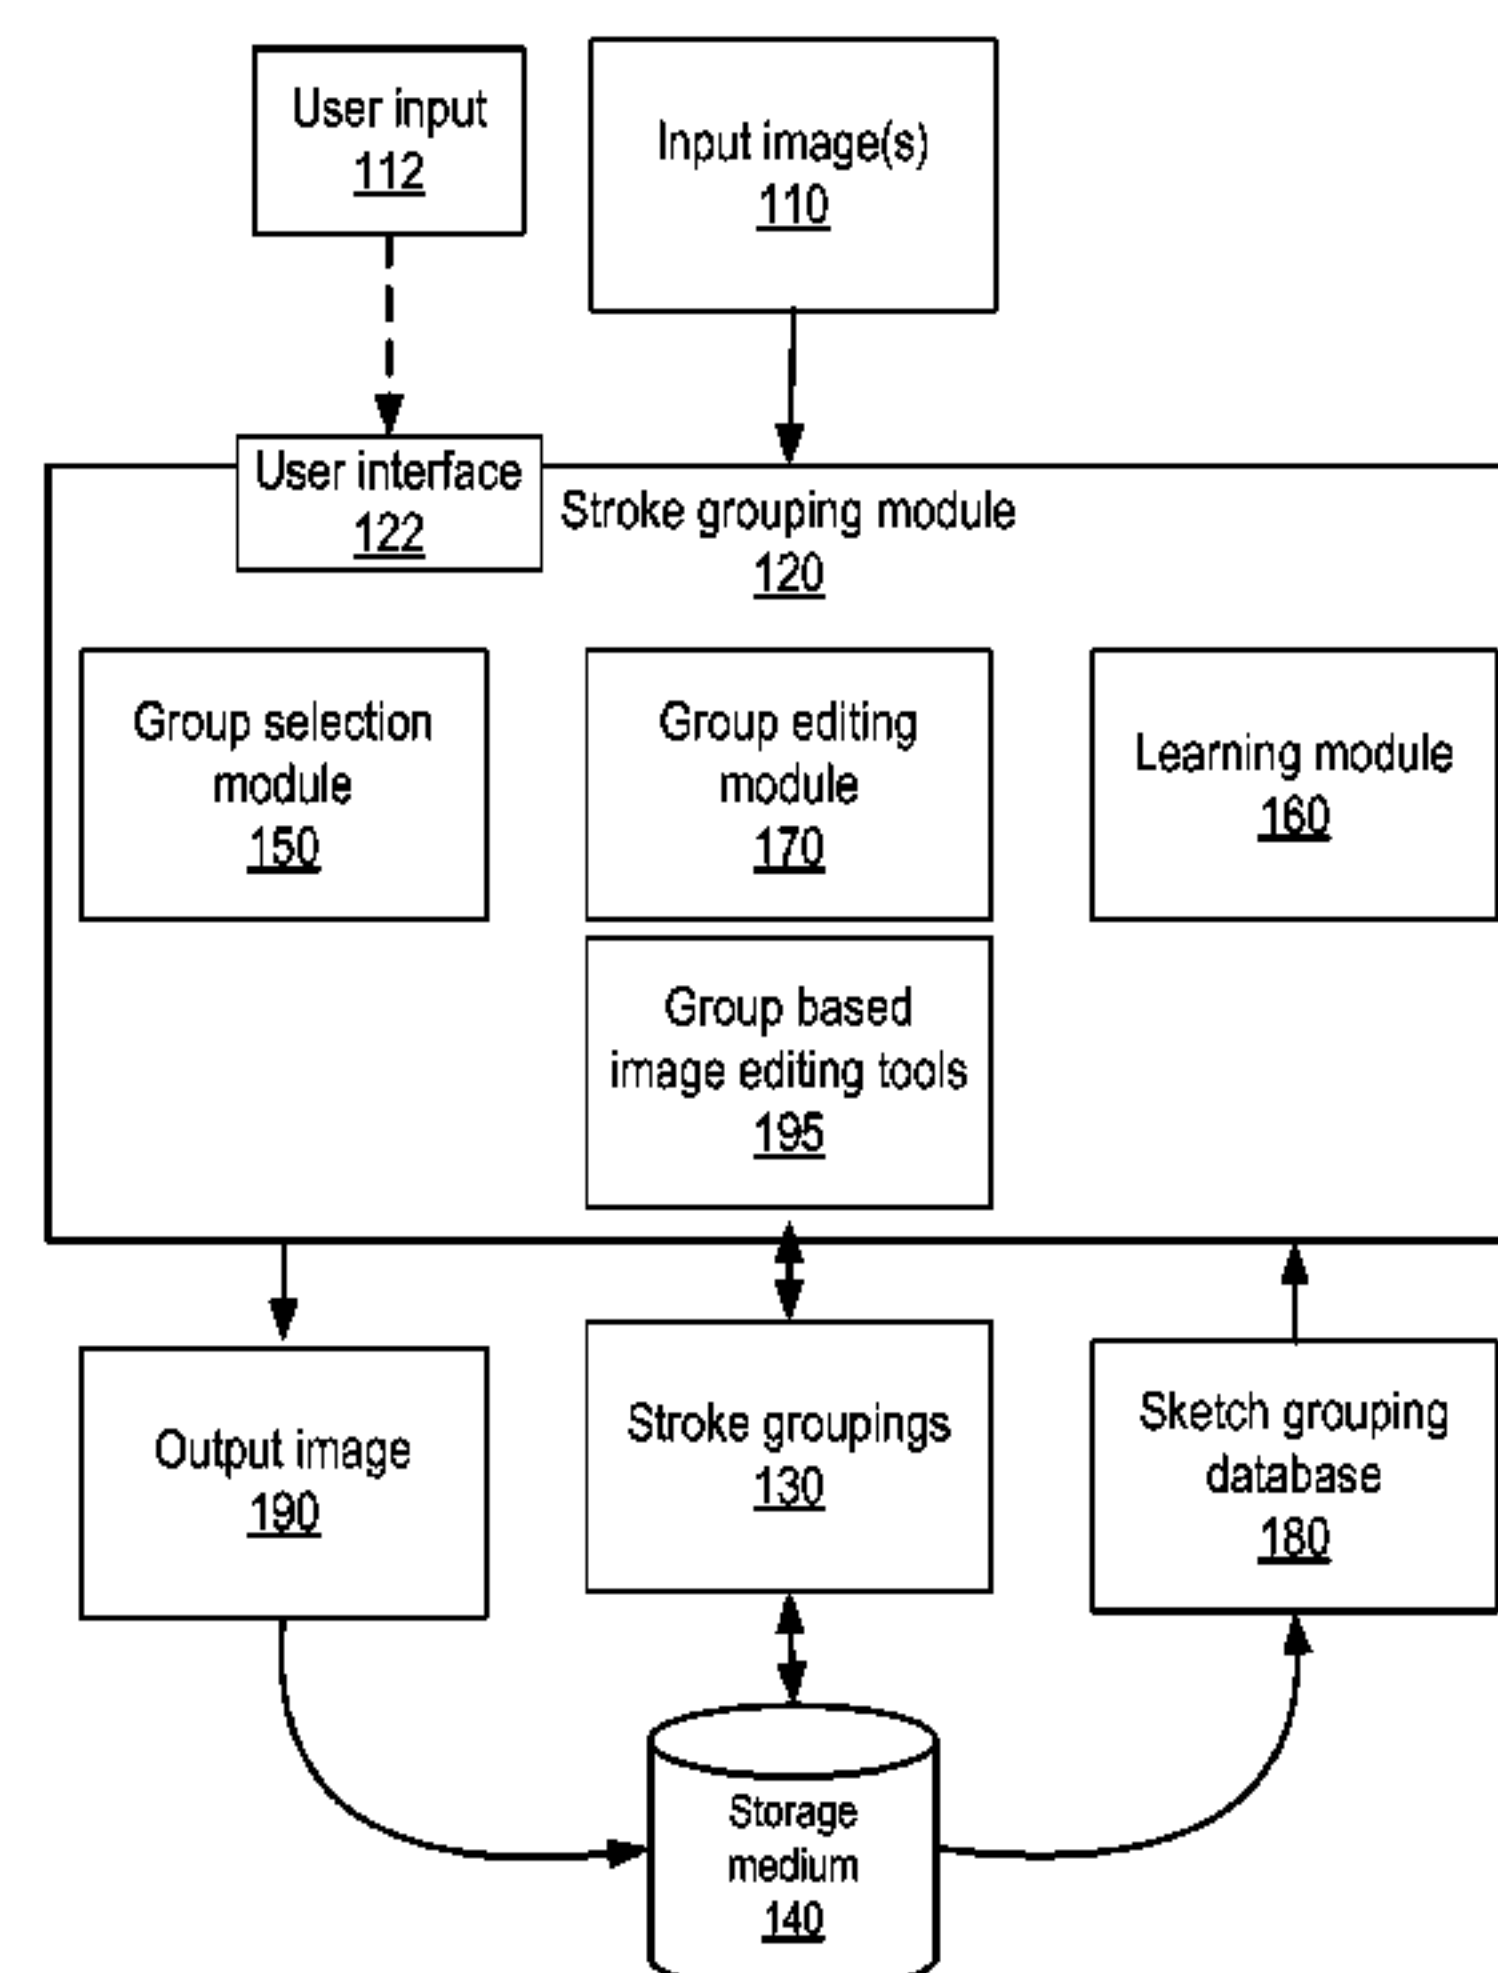 User input
112
Input image(s)
110
User interface
122
Stroke grouping module
120
Group selection
module
150
Group editing
module
170
Learning module
160
Group based
image editing tools
195
Output image
190
Stroke groupings
130
Sketch grouping
database
180
Storage
medium
140